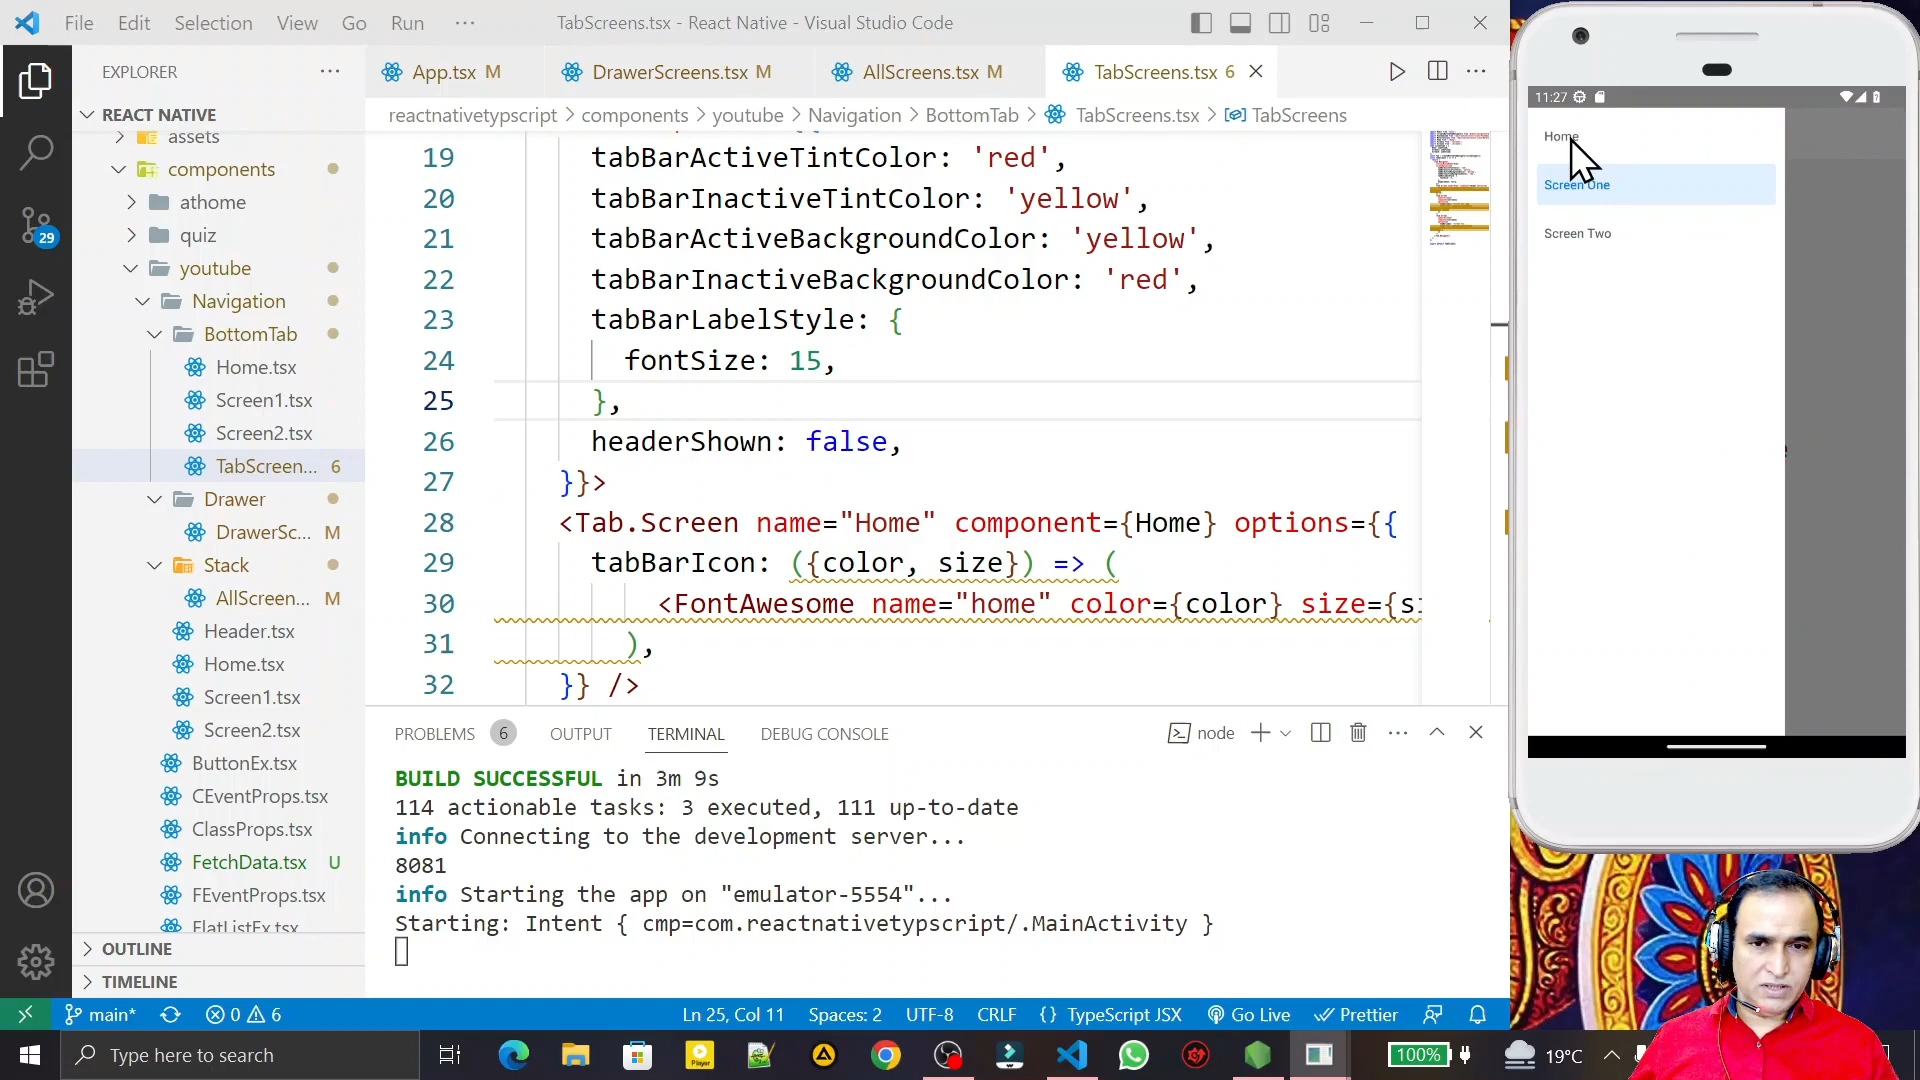 File Edit Selection View Go Run ···
TabScreens.tsx - React Native - Visual Studio Code
EXPLORER
App.tsx M
DrawerScreens.tsx M
AllScreens.tsx M
TabScreens.tsx 6
REACT NATIVE
reactnativetypscript > components > youtube > Navigation > BottomTab > TabScreens.tsx > TabScreens
assets
components
athome
quiz
youtube
Navigation
BottomTab
Home.tsx
Screen1.tsx
Screen2.tsx
TabScreen... 6
Drawer
DrawerSc... M
Stack
AllScreen... M
Header.tsx
Home.tsx
Screen1.tsx
Screen2.tsx
ButtonEx.tsx
CEventProps.tsx
ClassProps.tsx
FetchData.tsx U
FEventProps.tsx
FlatListEx.tsx
OUTLINE
TIMELINE
29
19 tabBarActiveTintColor: 'red',
20 tabBarInactiveTintColor: 'yellow',
21 tabBarActiveBackgroundColor: 'yellow',
22 tabBarInactiveBackgroundColor: 'red',
23 tabBarLabelStyle: {
24 fontSize: 15,
25 },
26 headerShown: false,
27 }}>
28 <Tab.Screen name="Home" component={Home} options={{
29 tabBarIcon: ({color, size}) => (
30 <FontAwesome name="home" color={color} size={si
31 ),
32 }} />
PROBLEMS 6 OUTPUT TERMINAL DEBUG CONSOLE
node
BUILD SUCCESSFUL in 3m 9s
114 actionable tasks: 3 executed, 111 up-to-date
info Connecting to the development server...
8081
info Starting the app on "emulator-5554"...
Starting: Intent { cmp=com.reactnativetypscript/.MainActivity }
main* 0 6
Ln 25, Col 11 Spaces: 2 UTF-8 CRLF {} TypeScript JSX Go Live Prettier
Type here to search
Player
100%
19°C
11:27
Home
Screen One
Screen Two